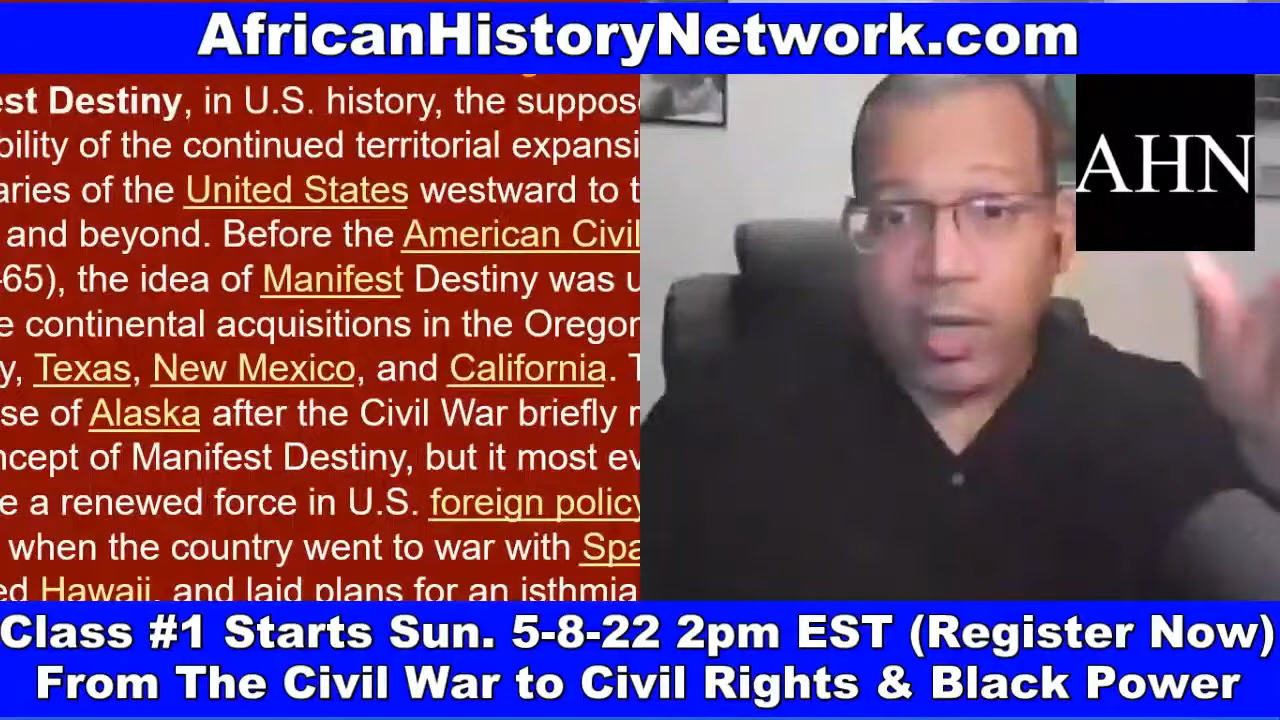 AfricanHistoryNetwork.com
est Destiny, in U.S. history, the suppose
bility of the continued territorial expansi
aries of the United States westward to t
and beyond. Before the American Civil
-65), the idea of Manifest Destiny was u
e continental acquisitions in the Oregon
y, Texas, New Mexico, and California. T
se of Alaska after the Civil War briefly r
ncept of Manifest Destiny, but it most ev
e a renewed force in U.S. foreign policy
when the country went to war with Spa
ed Hawaii, and laid plans for an isthmia
AHN
Class #1 Starts Sun. 5-8-22 2pm EST (Register Now)
From The Civil War to Civil Rights & Black Power